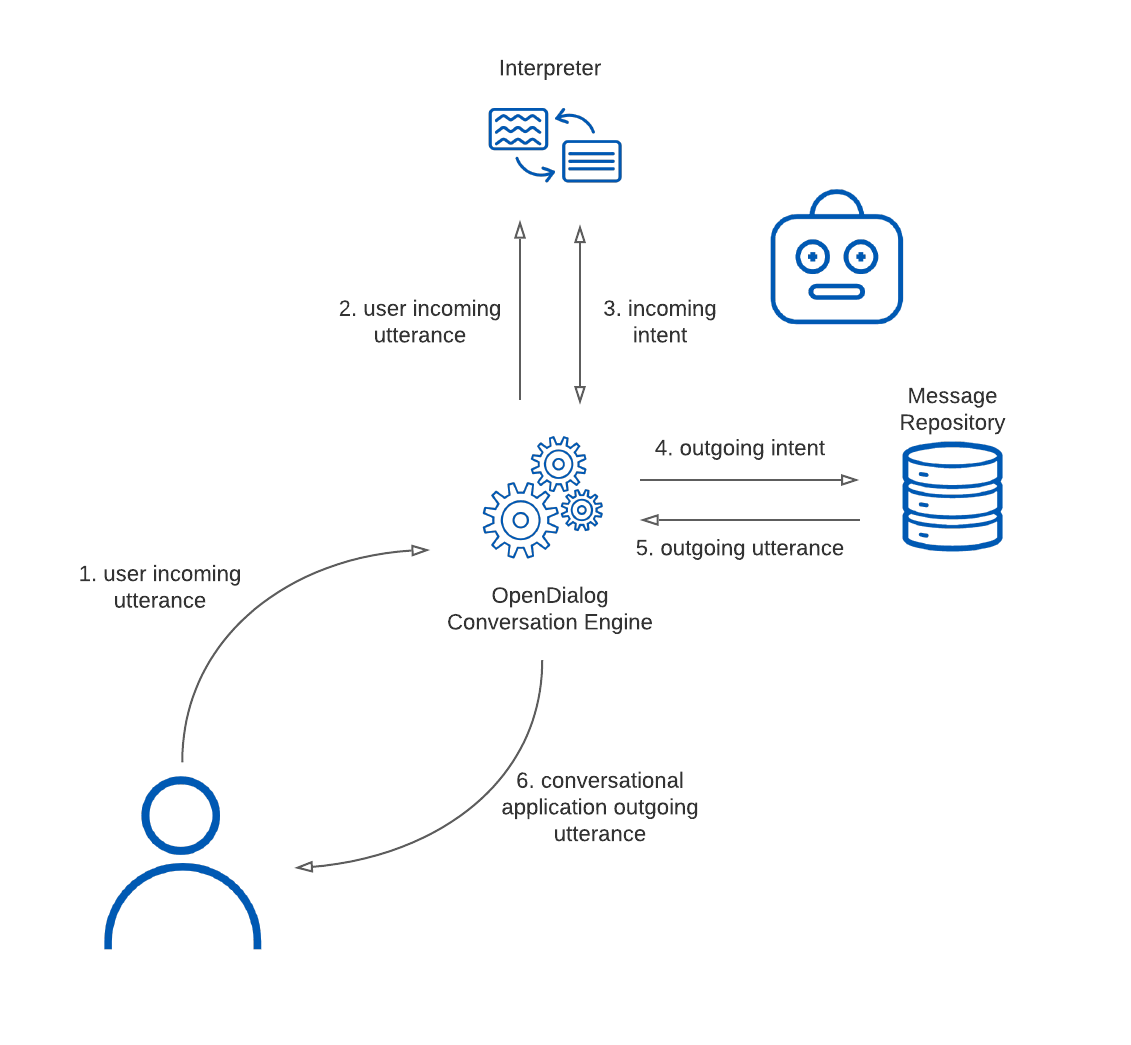 Interpreter
2. user incoming
utterance
3. incoming
intent
Message
Repository
4. outgoing intent
5. outgoing utterance
1. user incoming
utterance
OpenDialog
Conversation Engine
6. conversational
application outgoing
utterance